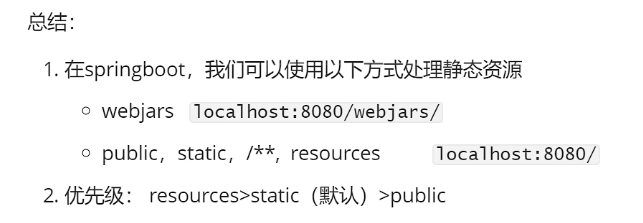 总结：
1. 在springboot，我们可以使用以下方式处理静态资源
webjars localhost:8080/webjars/
public，static，/**，resources localhost:8080/
2. 优先级： resources>static（默认）>public